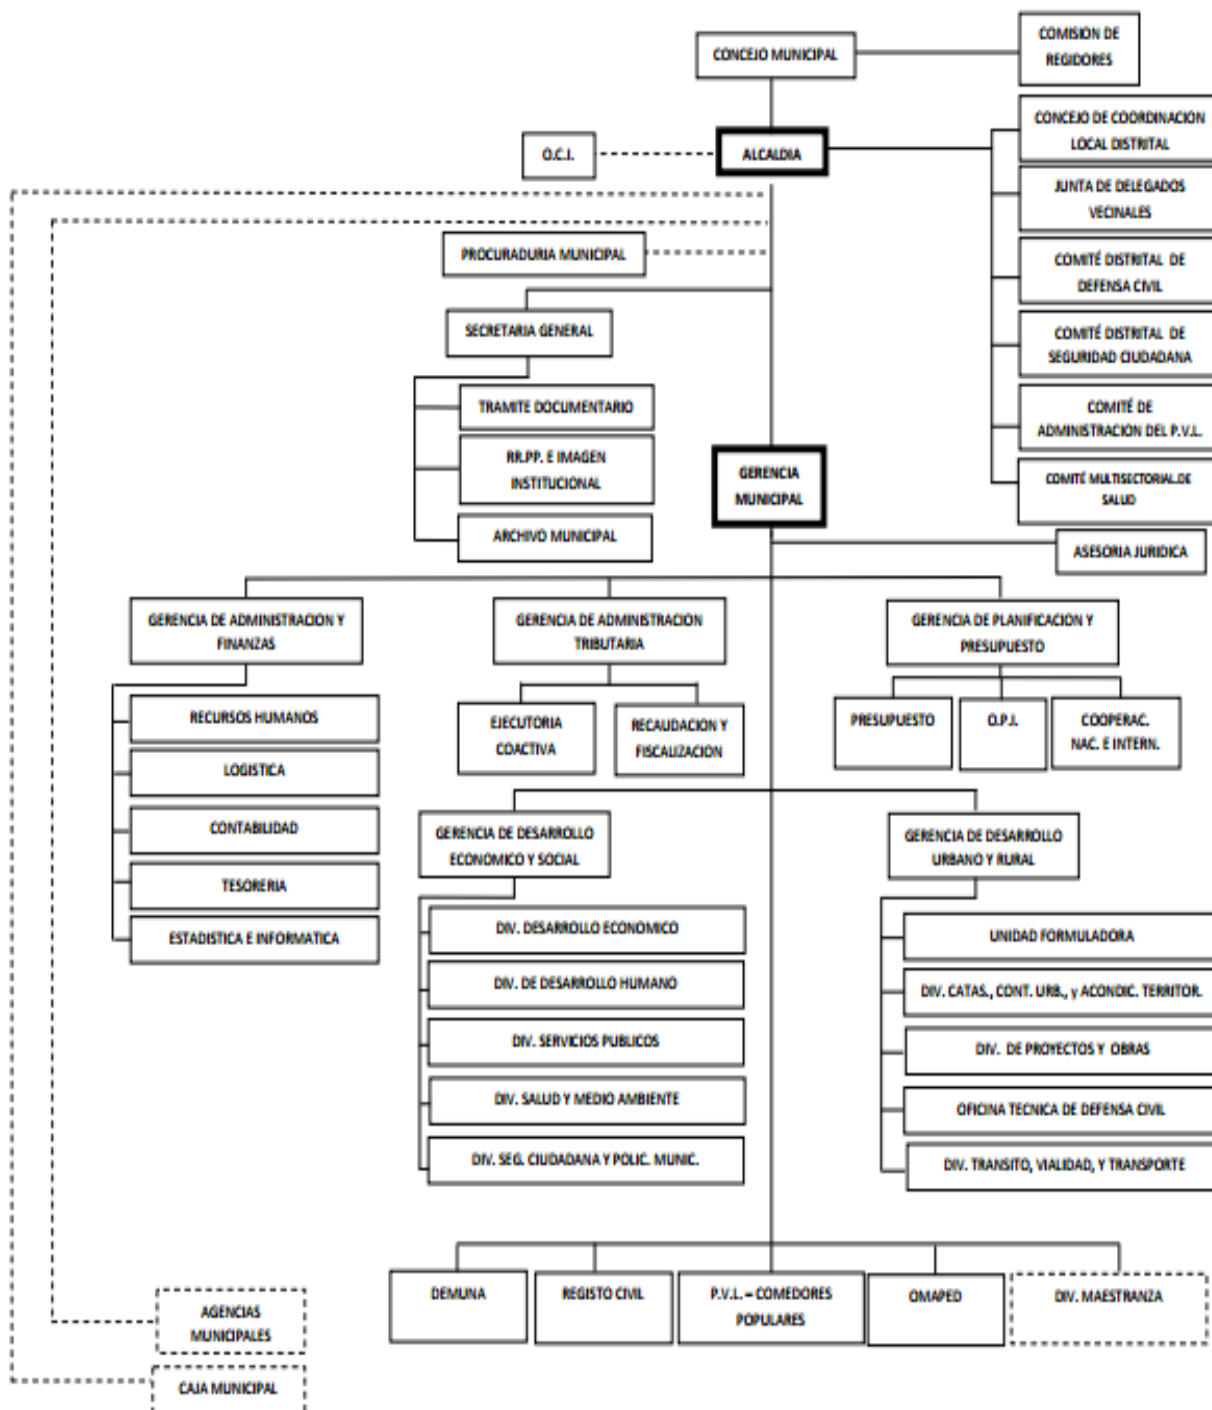 COMISION DE
REGIDORES
CONCEJO MUNICIPAL
CONCEJO DE COORDINACION
LOCAL DISTRITAL
O.C.I.
ALCALDIA
JUNTA DE DELEGADOS
VECINALES
PROCURADURIA MUNICIPAL
COMITÉ DISTRITAL DE
DEFENSA CIVIL
SECRETARIA GENERAL
COMITÉ DISTRITAL DE
SEGURIDAD CIUDADANA
TRAMITE DOCUMENTARIO
COMITÉ DE
ADMINISTRACION DEL P.V.L.
RR.PP. E IMAGEN
INSTITUCIONAL
GERENCIA
MUNICIPAL
COMITÉ MULTISECTORIAL.DE
SALUD
ARCHIVO MUNICIPAL
ASESORIA JURIDICA
GERENCIA DE ADMINISTRACION Y
FINANZAS
GERENCIA DE ADMINISTRACION
TRIBUTARIA
GERENCIA DE PLANIFICACION Y
PRESUPUESTO
RECURSOS HUMANOS
LOGISTICA
CONTABILIDAD
TESORERIA
ESTADISTICA E INFORMATICA
EJECUTORIA
COACTIVA
RECAUDACION Y
FISCALIZACION
PRESUPUESTO
O.P.I.
COOPERAC.
NAC. E INTERN.
GERENCIA DE DESARROLLO
ECONOMICO Y SOCIAL
GERENCIA DE DESARROLLO
URBANO Y RURAL
DIV. DESARROLLO ECONOMICO
DIV. DE DESARROLLO HUMANO
DIV. SERVICIOS PUBLICOS
DIV. SALUD Y MEDIO AMBIENTE
DIV. SEG. CIUDADANA Y POLIC. MUNIC.
UNIDAD FORMULADORA
DIV. CATAS., CONT. URB., y ACONDIC. TERRITOR.
DIV. DE PROYECTOS Y OBRAS
OFICINA TECNICA DE DEFENSA CIVIL
DIV. TRANSITO, VIALIDAD, Y TRANSPORTE
DEMUNA
REGISTO CIVIL
P.V.L. – COMEDORES
POPULARES
OMAPED
DIV. MAESTRANZA
AGENCIAS
MUNICIPALES
CAJA MUNICIPAL